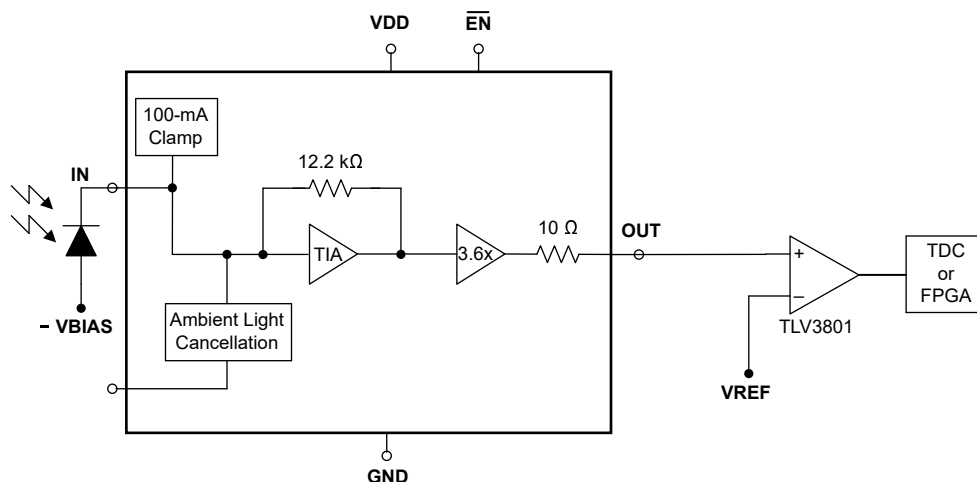 VDD
EN
100-mA
Clamp
IN
12.2 kΩ
TIA
3.6x
10 Ω
OUT
+
−
TLV3801
TDC
or
FPGA
− VBIAS
Ambient Light
Cancellation
VREF
GND